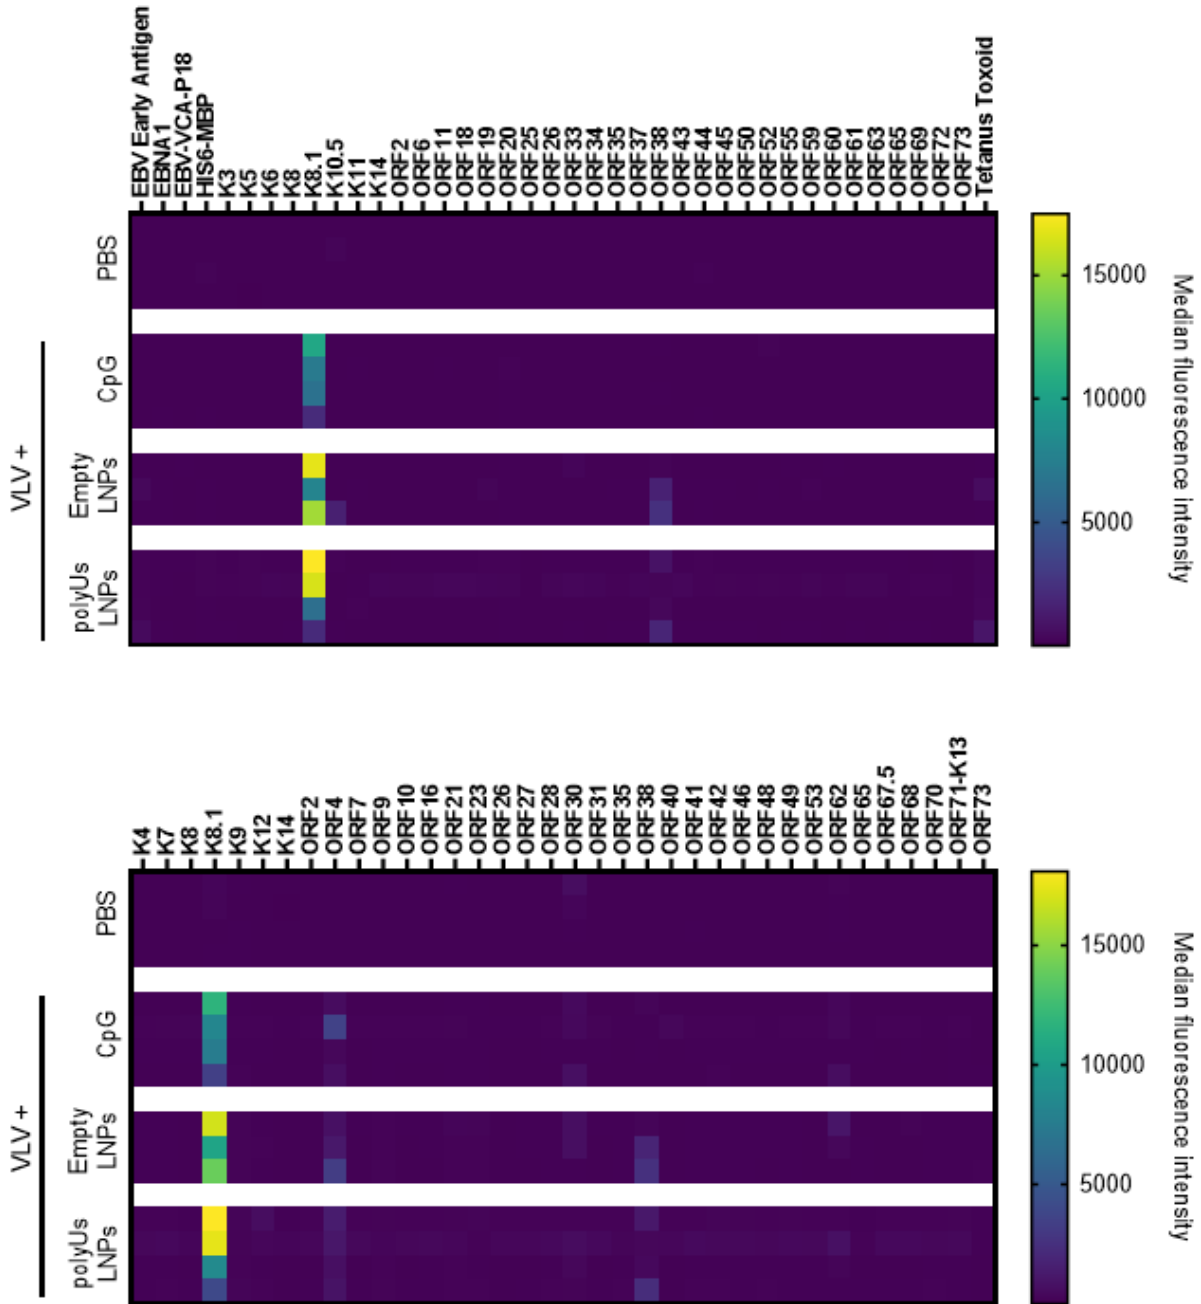 EBV Early Antigen
EBNA1
EBV-VCA-P18
HIS6-MBP
K3
K5
K6
K8
K8.1
K10.5
K11
K14
ORF2
ORF6
ORF11
ORF18
ORF19
ORF20
ORF25
ORF26
ORF33
ORF34
ORF35
ORF37
ORF38
ORF43
ORF44
ORF45
ORF50
ORF52
ORF55
ORF59
ORF60
ORF61
ORF63
ORF65
ORF69
ORF72
ORF73
Tetanus Toxoid
PBS
CpG
Empty
LNPs
polyUs
LNPs
VLV +
15000
10000
5000
Median fluorescence intensity
K4
K7
K8
K8.1
K9
K12
K14
ORF2
ORF4
ORF7
ORF9
ORF10
ORF16
ORF21
ORF23
ORF26
ORF27
ORF28
ORF30
ORF31
ORF35
ORF38
ORF40
ORF41
ORF42
ORF46
ORF48
ORF49
ORF53
ORF62
ORF65
ORF67.5
ORF68
ORF70
ORF71-K13
ORF73
PBS
CpG
Empty
LNPs
polyUs
LNPs
VLV +
15000
10000
5000
Median fluorescence intensity